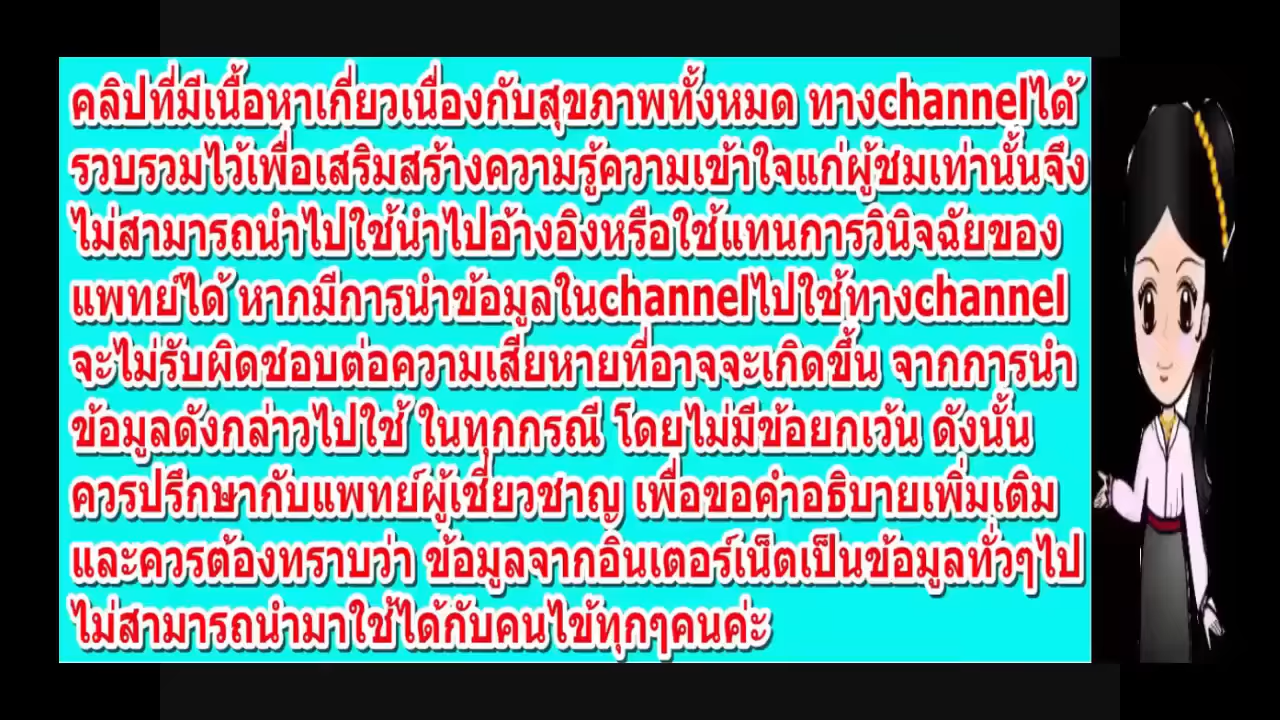 คลิปที่มีเนื้อหาเกี่ยวเนื่องกับสุขภาพทั้งหมด ทางchannelได้
รวบรวมไว้เพื่อเสริมสร้างความรู้ความเข้าใจแก่ผู้ชมเท่านั้นจึง
ไม่สามารถนำไปใช้นำไปอ้างอิงหรือใช้แทนการวินิจฉัยของ
แพทย์ได้ หากมีการนำข้อมูลในchannelไปใช้ทางchannel
จะไม่รับผิดชอบต่อความเสียหายที่อาจจะเกิดขึ้น จากการนำ
ข้อมูลดังกล่าวไปใช้ ในทุกกรณี โดยไม่มีข้อยกเว้น ดังนั้น
ควรปรึกษากับแพทย์ผู้เชี่ยวชาญ เพื่อขอคำอธิบายเพิ่มเติม
และควรต้องทราบว่า ข้อมูลจากอินเตอร์เน็ตเป็นข้อมูลทั่วๆไป
ไม่สามารถนำมาใช้ได้กับคนไข้ทุกๆคนค่ะ